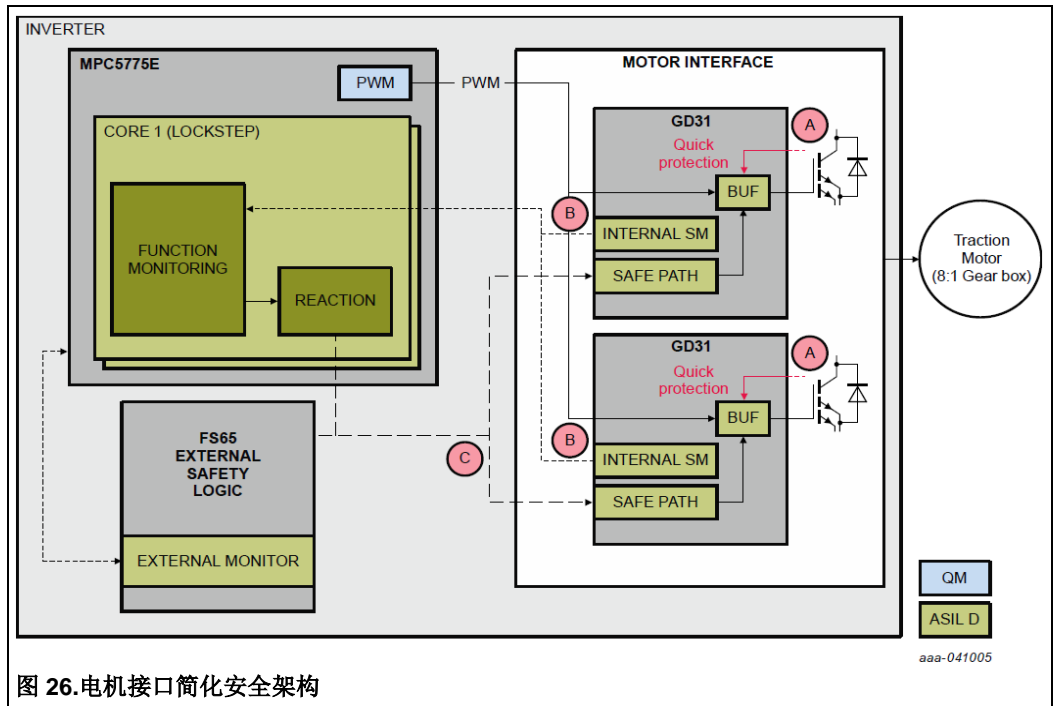 INVERTER
MPC5775E
PWM
PWM
CORE 1 (LOCKSTEP)
FUNCTION
MONITORING
REACTION
FS65
EXTERNAL
SAFETY
LOGIC
EXTERNAL MONITOR
C
MOTOR INTERFACE
GD31
Quick
protection
A
BUF
B
INTERNAL SM
SAFE PATH
GD31
Quick
protection
A
BUF
B
INTERNAL SM
SAFE PATH
Traction
Motor
(8:1 Gear box)
QM
ASIL D
aaa-041005
图 26.电机接口简化安全架构